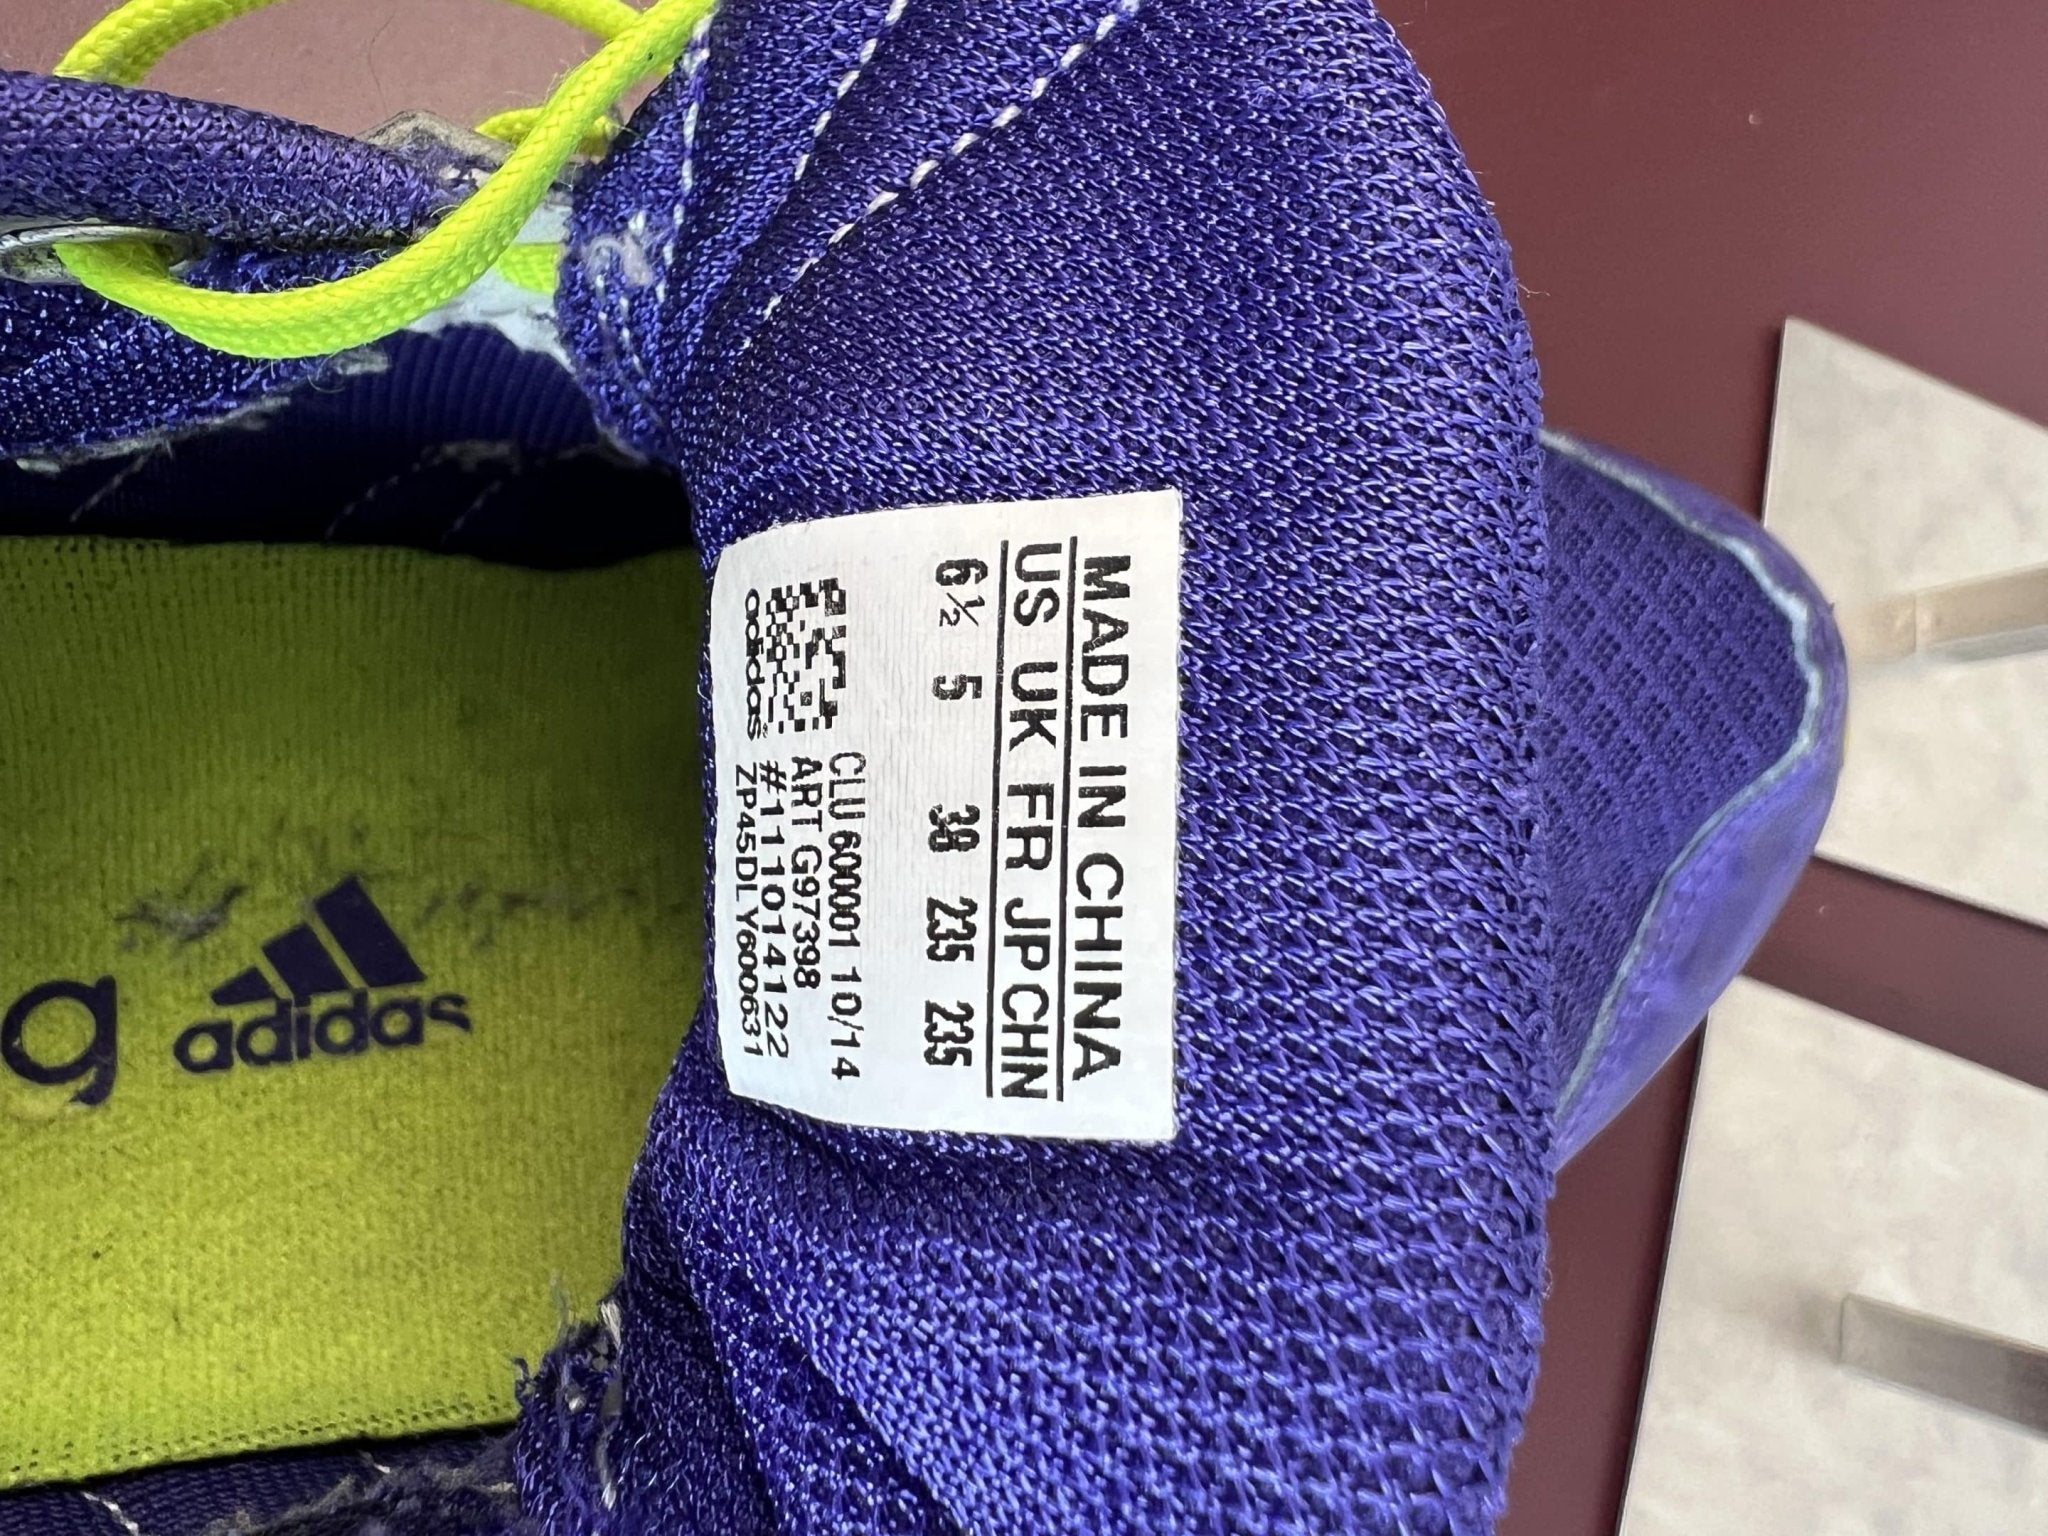 MADE IN CHINA
US UK FR JP CHN
6½ 5 38 235 235
CLU 600001 10/14
ART G97398
#111014122
ZP45DLY600631
adidas
g
adidas